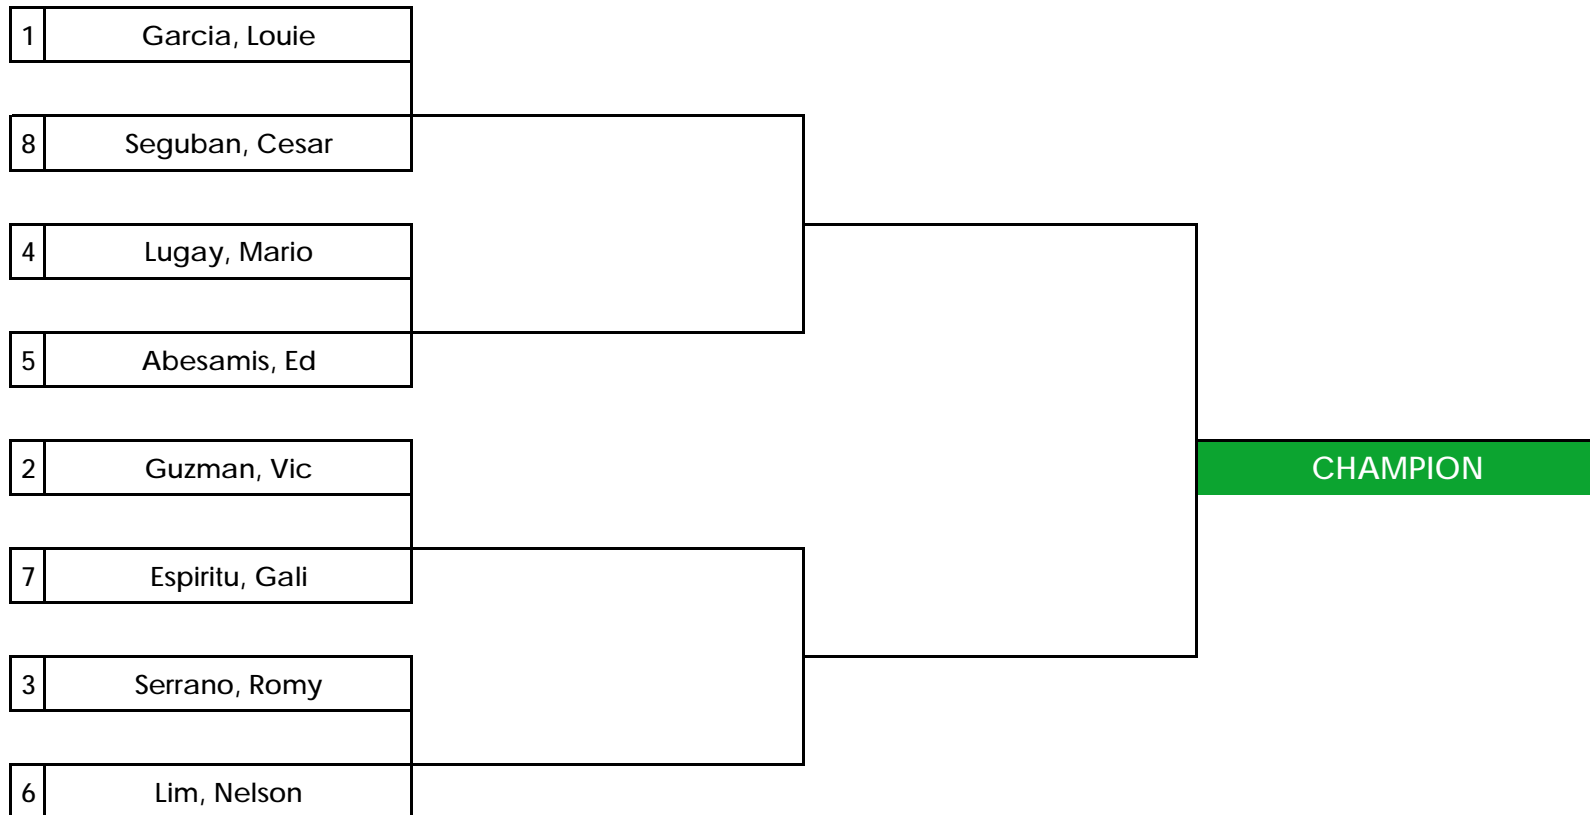 1 Garcia, Louie
8 Seguban, Cesar
4 Lugay, Mario
5 Abesamis, Ed
2 Guzman, Vic
CHAMPION
7 Espiritu, Gali
3 Serrano, Romy
6 Lim, Nelson